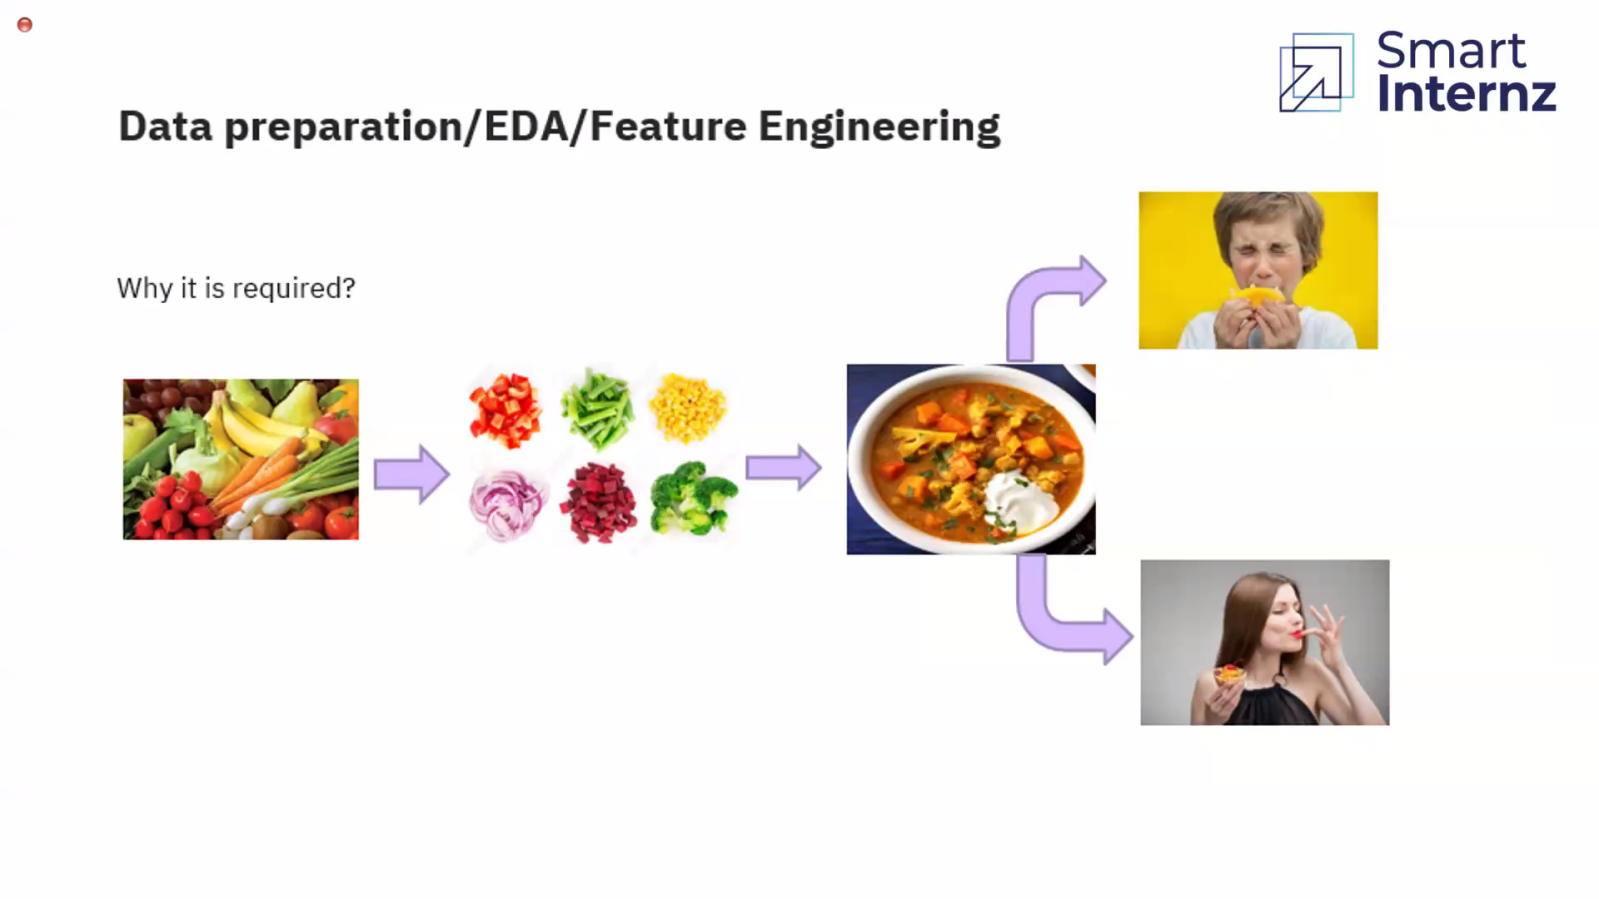 Smart
Internz
Data preparation/EDA/Feature Engineering
Why it is required?